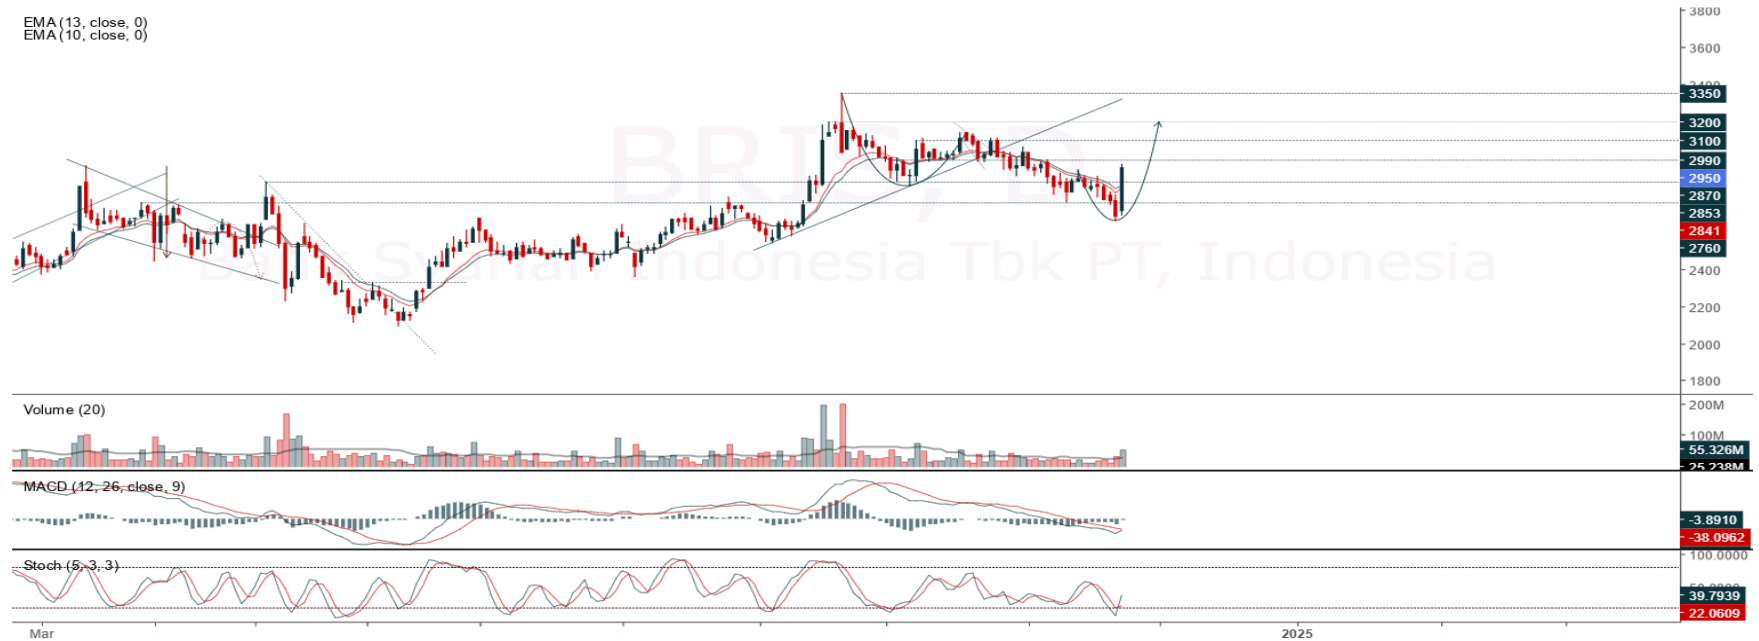 EMA (13, close, 0)
EMA (10, close, 0)
BRIS, D
Syariah Indonesia Tbk PT, Indonesia
3800
3600
3400
3350
3200
3100
2990
2950
2870
2853
2841
2760
2400
2200
2000
1800
Volume (20)
200M
100M
55.326M
25.238M
MACD (12, 26, close, 9)
-3.8910
-38.0962
Stoch (5, 3, 3)
100.0000
39.7939
22.0609
Mar
2025